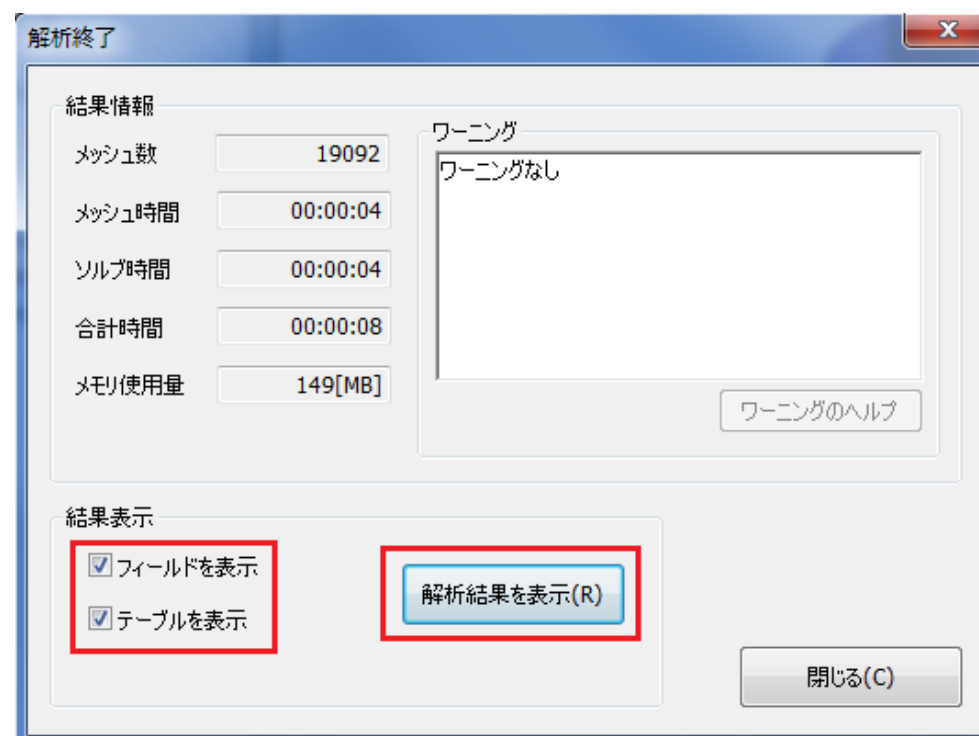 解析終了
結果情報
メッシュ数 19092
メッシュ時間 00:00:04
ソルブ時間 00:00:04
合計時間 00:00:08
メモリ使用量 149[MB]
ワーニング
ワーニングなし
ワーニングのヘルプ
結果表示
フィールドを表示
テーブルを表示
解析結果を表示(R)
閉じる(C)